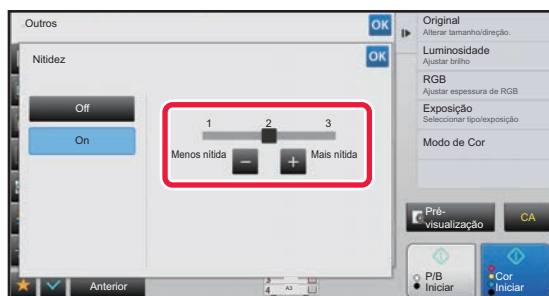 Outros
OK
Nitidez
OK
Off
On
1 2 3
Menos nítida
Mais nítida
Anterior
3
4
A3
Original
Alterar tamanho/direção.
Luminosidade
Ajustar brilho
RGB
Ajustar espessura de RGB
Exposição
Seleccionar tipo/exposição
Modo de Cor
Pré-
visualização
CA
P/B
Iniciar
Cor
Iniciar